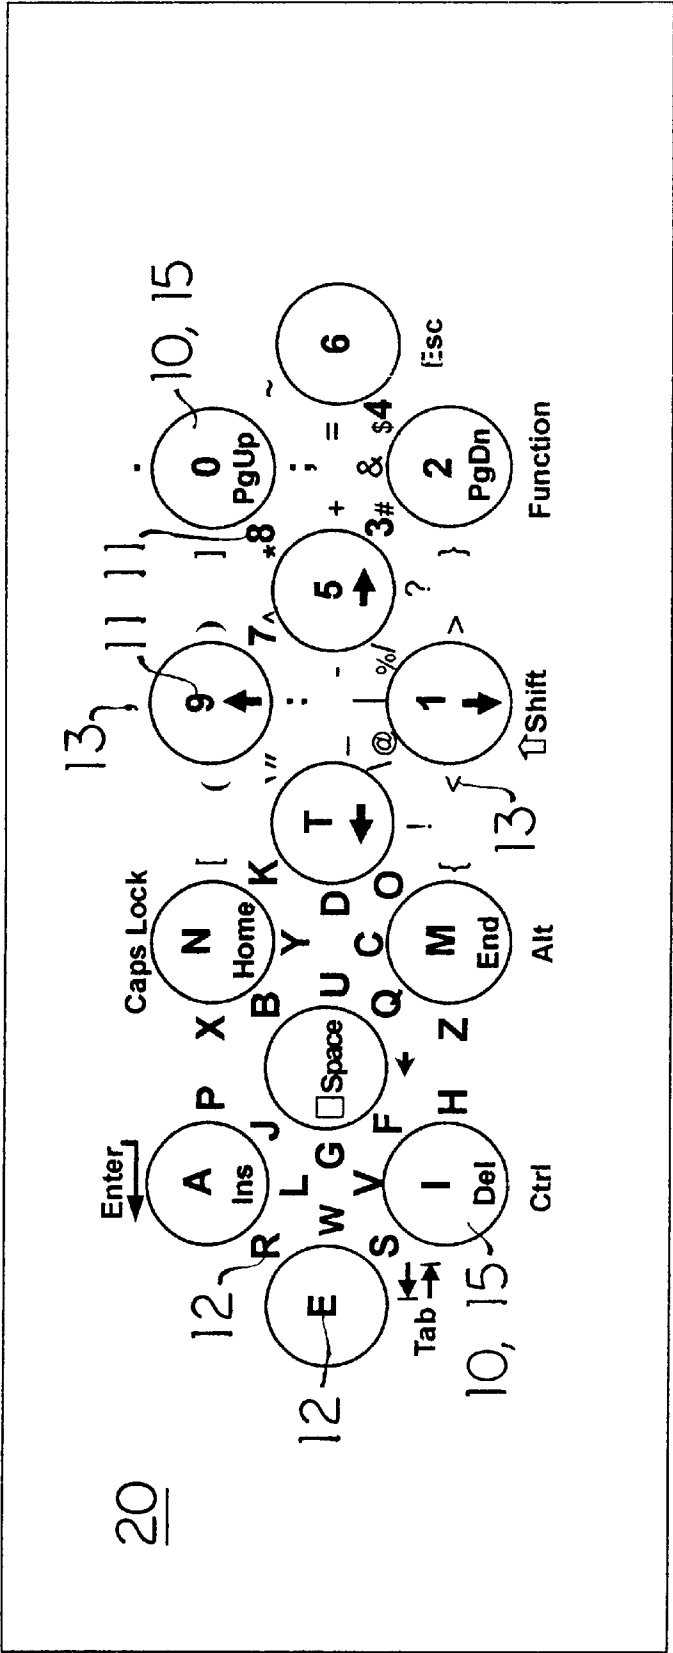 13
20
Enter Caps Lock , 11 11 .
10, 15
12 A P X N [ ( 9 ) ] 0
Ins Home ↑ PgUp
R J B K \" 7^ *8 ~
L Y : ;
12 E W G Space U D T — - 5 + = 6
← →
V C | &
S F Q O \@ %/ 3# $4
Tab ← ! ? Esc
I H Z M { < 1 > } 2
Del End ↓ PgDn
10, 15 13
Ctrl Alt ⇧Shift Function